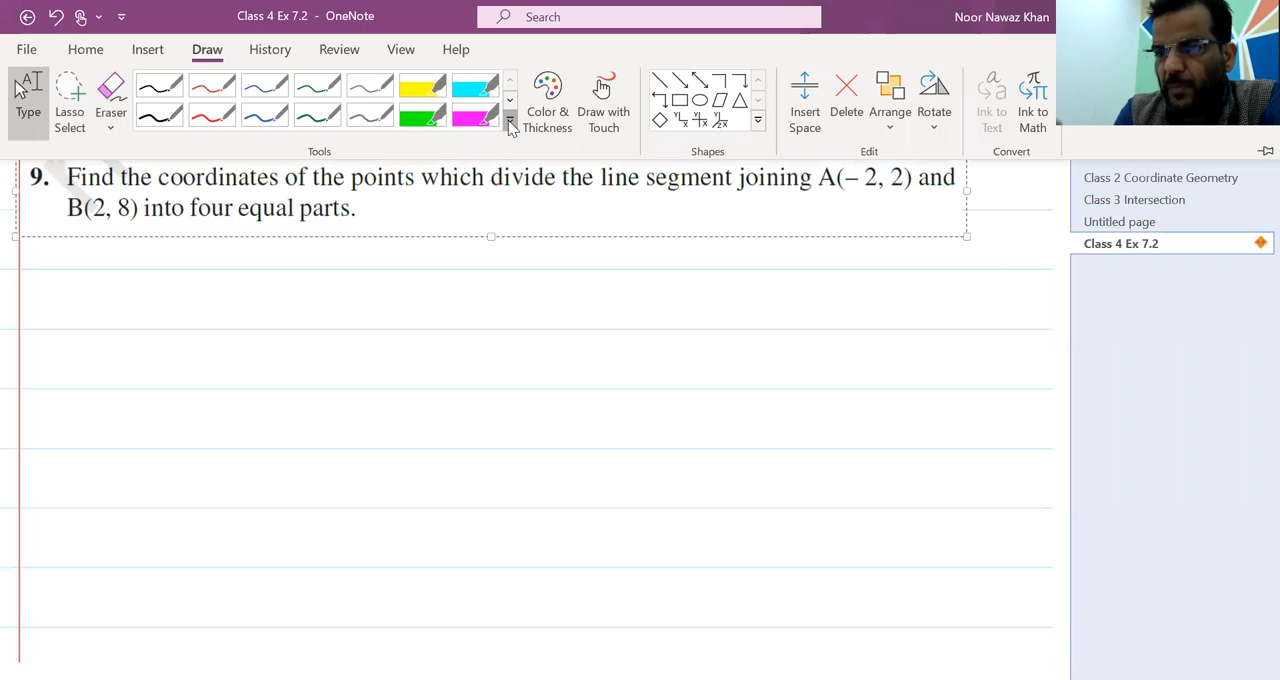 Class 4 Ex 7.2 - OneNote
Search
Noor Nawaz Khan
File Home Insert Draw History Review View Help
Type
Lasso Select
Eraser
Color & Thickness
Draw with Touch
Insert Space
Delete
Arrange
Rotate
Ink to Text
Ink to Math
Tools
Shapes
Edit
Convert
9. Find the coordinates of the points which divide the line segment joining A(– 2, 2) and
B(2, 8) into four equal parts.
Class 2 Coordinate Geometry
Class 3 Intersection
Untitled page
Class 4 Ex 7.2